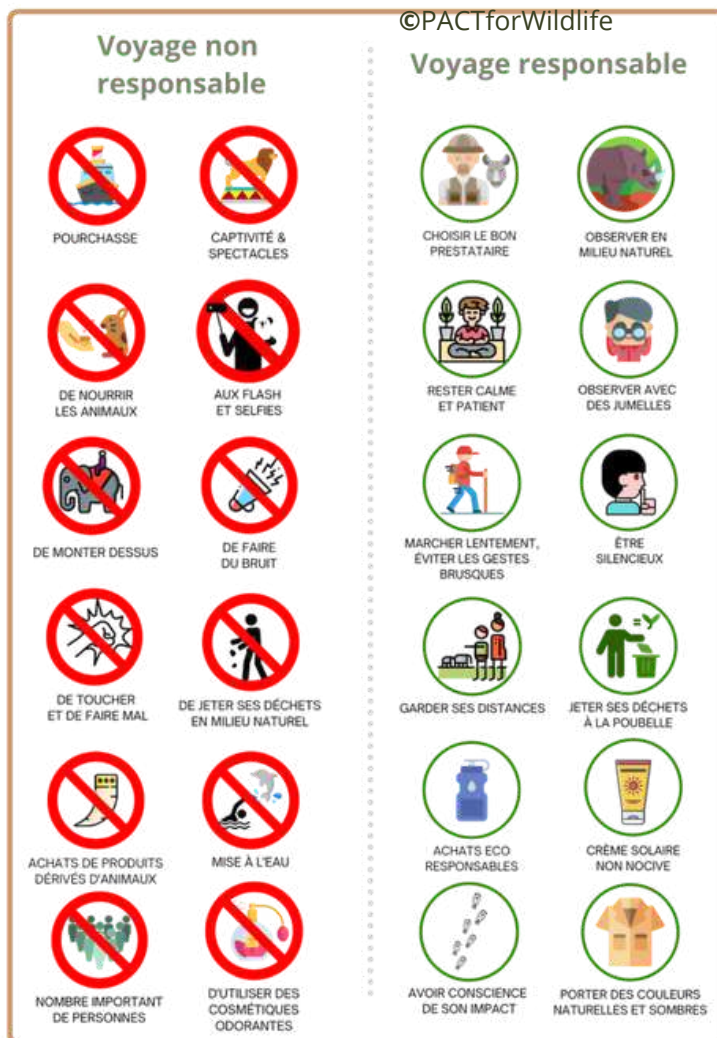 ©PACTforWildlife
Voyage non
responsable
POURCHASSE
CAPTIVITÉ &
SPECTACLES
DE NOURRIR
LES ANIMAUX
AUX FLASH
ET SELFIES
DE MONTER DESSUS
DE FAIRE
DU BRUIT
DE TOUCHER
ET DE FAIRE MAL
DE JETER SES DÉCHETS
EN MILIEU NATUREL
ACHATS DE PRODUITS
DÉRIVÉS D'ANIMAUX
MISE À L'EAU
NOMBRE IMPORTANT
DE PERSONNES
D'UTILISER DES
COSMÉTIQUES
ODORANTES
Voyage responsable
CHOISIR LE BON
PRESTATAIRE
OBSERVER EN
MILIEU NATUREL
RESTER CALME
ET PATIENT
OBSERVER AVEC
DES JUMELLES
MARCHER LENTEMENT,
ÉVITER LES GESTES
BRUSQUES
ÊTRE
SILENCIEUX
GARDER SES DISTANCES
JETER SES DÉCHETS
À LA POUBELLE
ACHATS ECO
RESPONSABLES
CRÈME SOLAIRE
NON NOCIVE
AVOIR CONSCIENCE
DE SON IMPACT
PORTER DES COULEURS
NATURELLES ET SOMBRES